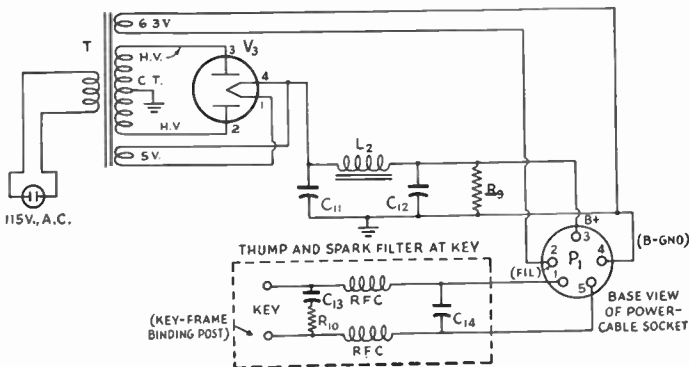 6 3 V.
T
H.V.
3
V3
C T.
4
1
2
H.V
5 V.
115V., A.C.
L2
C11
C12
R9
B+
3
(B-GND)
2
P1
4
(FIL)
1
5
THUMP AND SPARK FILTER AT KEY
KEY
C13
RFC
R10
C14
(KEY-FRAME
BINDING POST)
RFC
BASE VIEW
OF POWER-
CABLE SOCKET